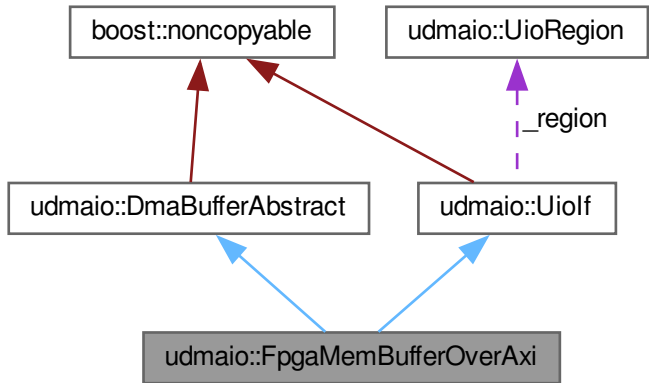 boost::noncopyable
udmaio::UioRegion
_region
udmaio::DmaBufferAbstract
udmaio::UioIf
udmaio::FpgaMemBufferOverAxi